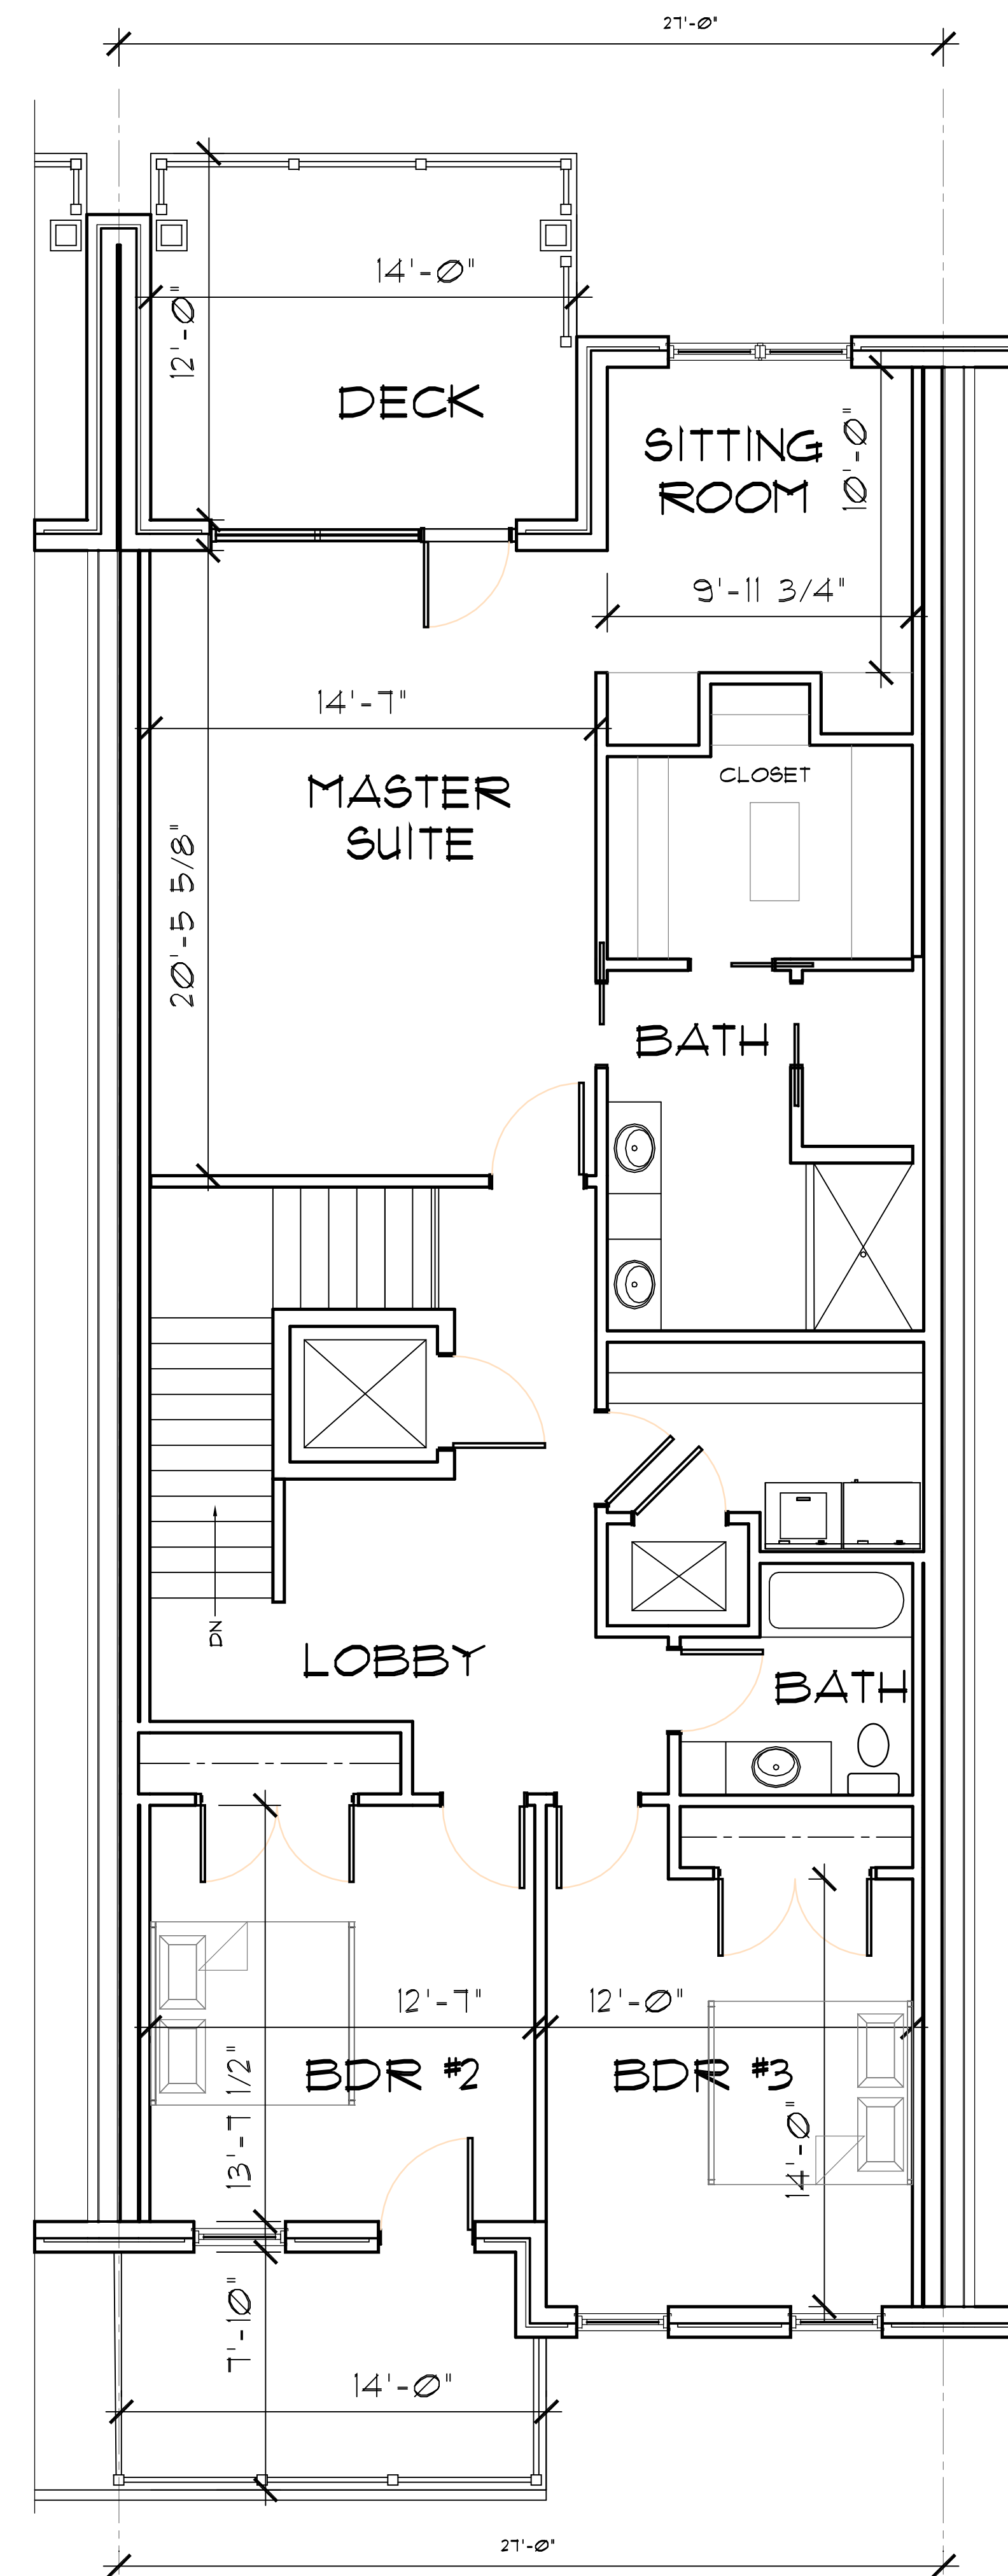 27'-0"
14'-0"
12'-0"
DECK
SITTING
ROOM
10'-0"
9'-11 3/4"
14'-7"
MASTER
SUITE
CLOSET
20'-5 5/8"
BATH
DN
LOBBY
BATH
12'-7"
12'-0"
BDR #2
BDR #3
13'-7 1/2"
14'-0"
7'-10"
14'-0"
27'-0"